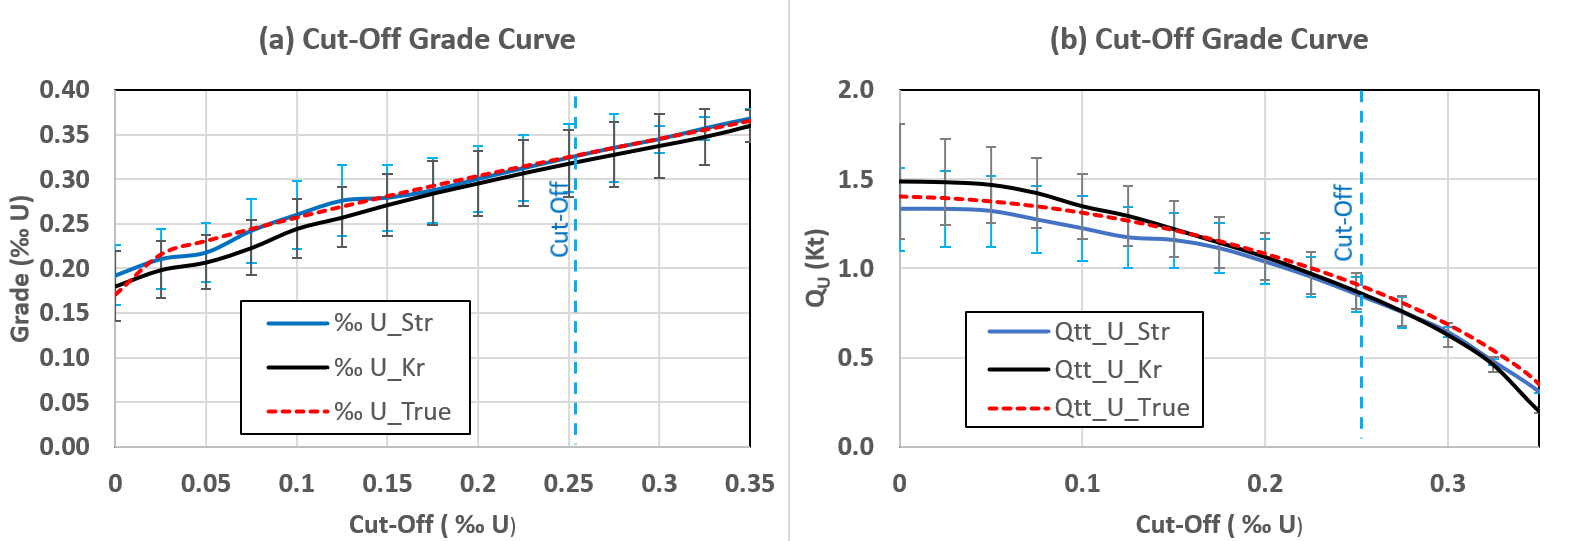 (a) Cut-Off Grade Curve
Grade (‰ U)
0.40
0.35
0.30
0.25
0.20
0.15
0.10
0.05
0.00
Cut-Off
‰ U_Str
‰ U_Kr
‰ U_True
0 0.05 0.1 0.15 0.2 0.25 0.3 0.35
Cut-Off ( ‰ U)
(b) Cut-Off Grade Curve
QU (Kt)
2.0
1.5
1.0
0.5
0.0
Cut-Off
Qtt_U_Str
Qtt_U_Kr
Qtt_U_True
0 0.1 0.2 0.3
Cut-Off ( ‰ U)